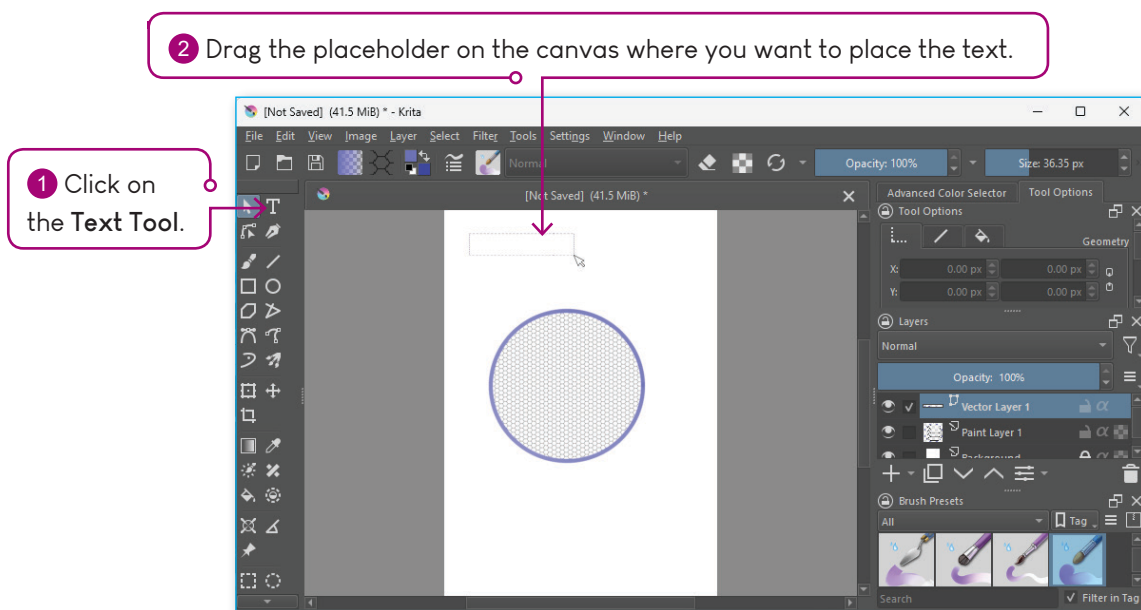 2 Drag the placeholder on the canvas where you want to place the text.
[Not Saved] (41.5 MiB) * - Krita
File Edit View Image Layer Select Filter Tools Settings Window Help
Normal
Opacity: 100%
Size: 36.35 px
1 Click on
the Text Tool.
[Not Saved] (41.5 MiB) *
Advanced Color Selector Tool Options
Tool Options
Geometry
X: 0.00 px 0.00 px
Y: 0.00 px 0.00 px
Layers
Normal
Opacity: 100%
Vector Layer 1
Paint Layer 1
Background
Brush Presets
All
Tag
Search
Filter in Tag